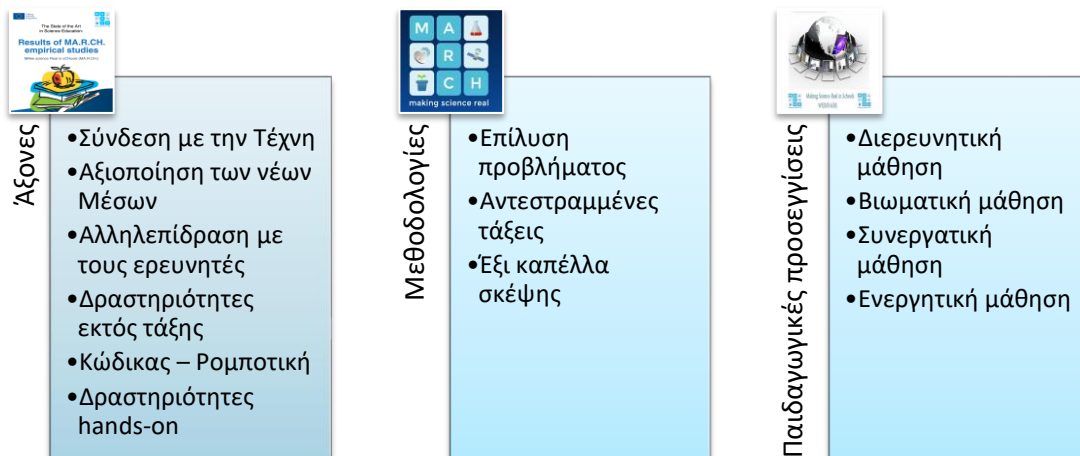 The State of the Art
in Science Education
Results of MA.R.CH.
empirical studies
Άξονες
•Σύνδεση με την Τέχνη
•Αξιοποίηση των νέων
Μέσων
•Αλληλεπίδραση με
τους ερευνητές
•Δραστηριότητες
εκτός τάξης
•Κώδικας – Ρομποτική
•Δραστηριότητες
hands-on
M A
R
C H
making science real
Μεθοδολογίες
•Επίλυση
προβλήματος
•Αντεστραμμένες
τάξεις
•Έξι καπέλλα
σκέψης
Making Science Real in Schools
WEBINARS
Παιδαγωγικές προσεγγίσεις
•Διερευνητική
μάθηση
•Βιωματική μάθηση
•Συνεργατική
μάθηση
•Ενεργητική μάθηση